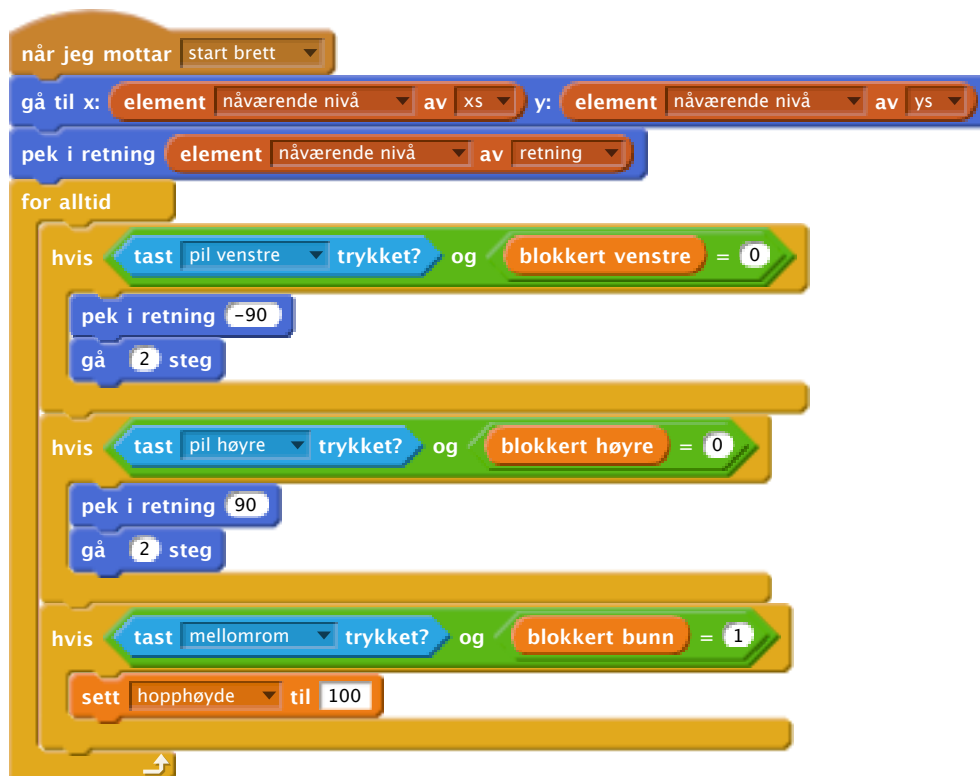 når jeg mottar start brett
gå til x: element nåværende nivå av xs y: element nåværende nivå av ys
pek i retning element nåværende nivå av retning
for alltid
hvis tast pil venstre trykket? og blokkert venstre = 0
pek i retning -90
gå 2 steg
hvis tast pil høyre trykket? og blokkert høyre = 0
pek i retning 90
gå 2 steg
hvis tast mellomrom trykket? og blokkert bunn = 1
sett hopphøyde til 100